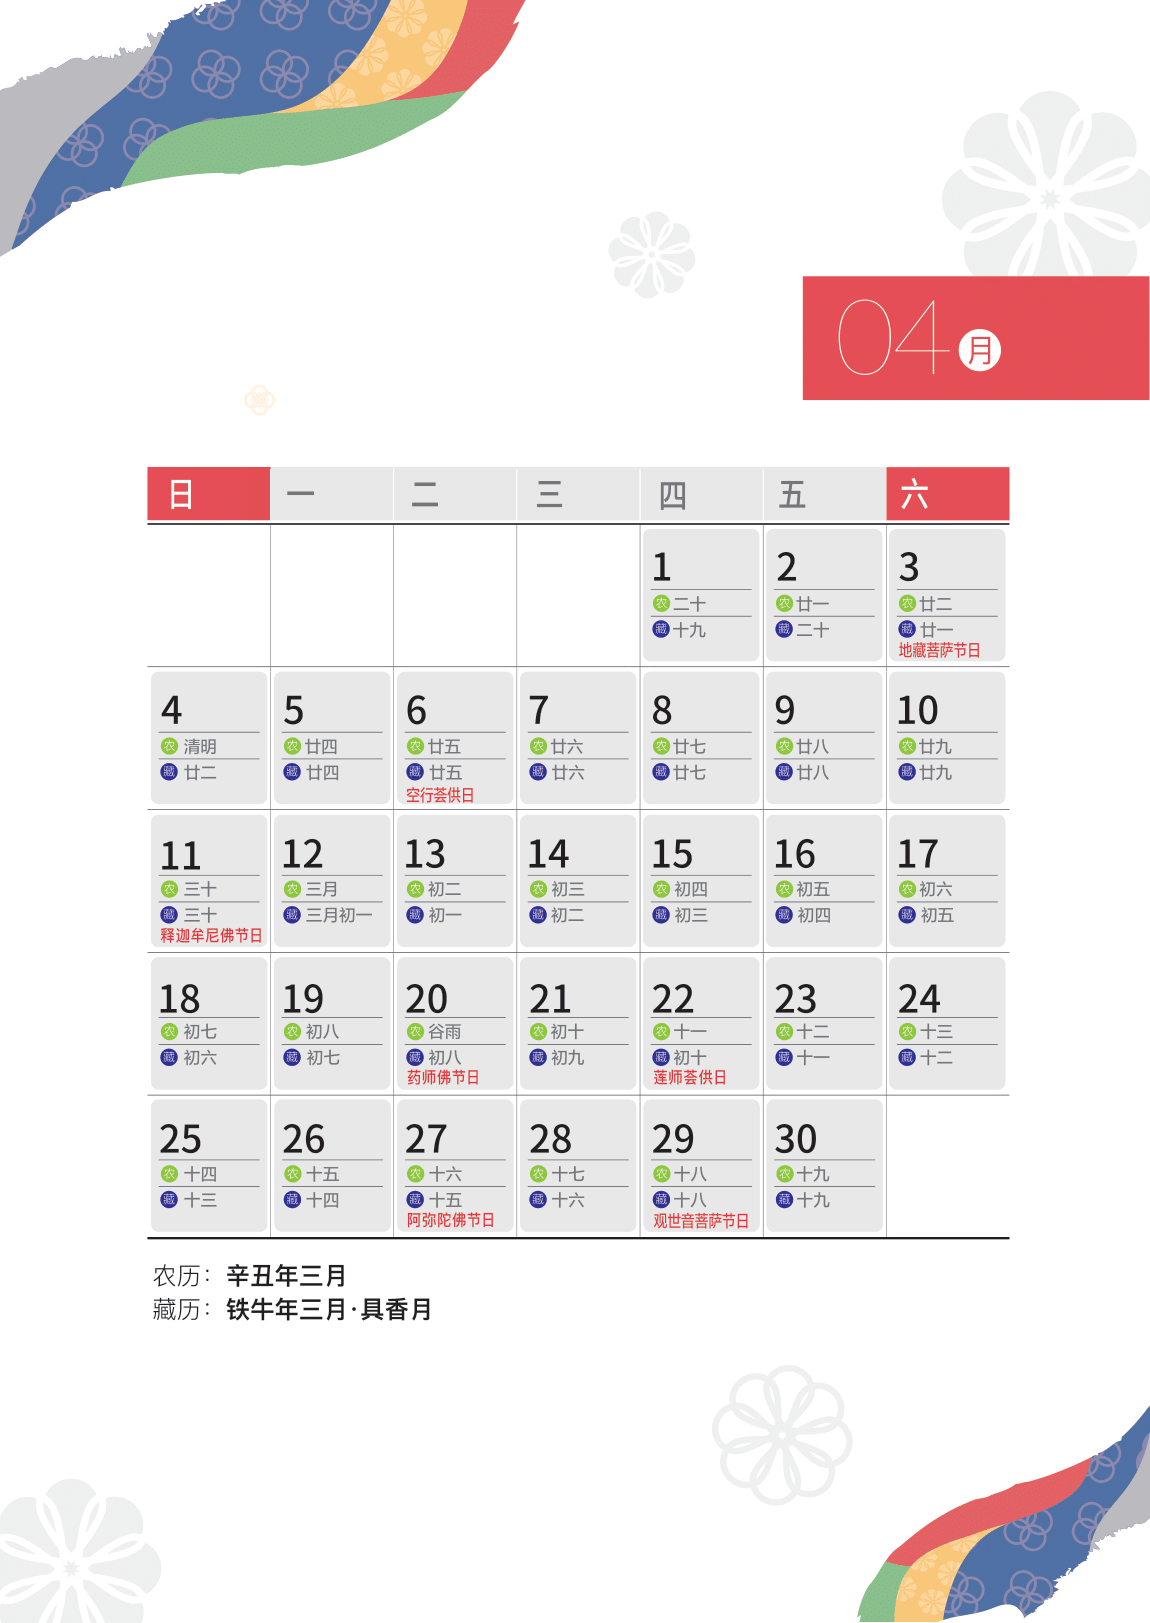 04 月
日 一 二 三 四 五 六
1 2 3
农 二十 农 廿一 农 廿二
藏 十九 藏 二十 藏 廿一
地藏菩萨节日
4 5 6 7 8 9 10
农 清明 农 廿四 农 廿五 农 廿六 农 廿七 农 廿八 农 廿九
藏 廿二 藏 廿四 藏 廿五 藏 廿六 藏 廿七 藏 廿八 藏 廿九
空行荟供日
11 12 13 14 15 16 17
农 三十 农 三月 农 初二 农 初三 农 初四 农 初五 农 初六
藏 三十 藏 三月初一 藏 初一 藏 初二 藏 初三 藏 初四 藏 初五
释迦牟尼佛节日
18 19 20 21 22 23 24
农 初七 农 初八 农 谷雨 农 初十 农 十一 农 十二 农 十三
藏 初六 藏 初七 藏 初八 藏 初九 藏 初十 藏 十一 藏 十二
药师佛节日 莲师荟供日
25 26 27 28 29 30
农 十四 农 十五 农 十六 农 十七 农 十八 农 十九
藏 十三 藏 十四 藏 十五 藏 十六 藏 十八 藏 十九
阿弥陀佛节日 观世音菩萨节日
农历：辛丑年三月
藏历：铁牛年三月·具香月